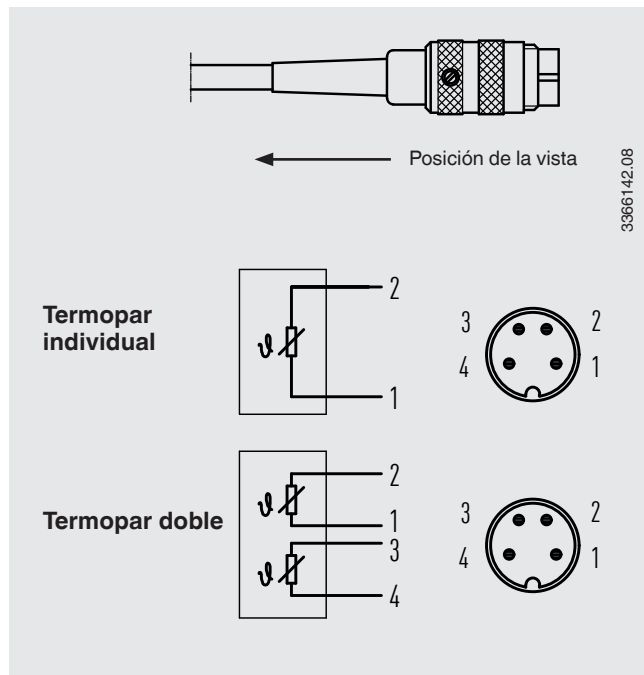 Posición de la vista
3366142.08
Termopar
individual
ϑ
2
1
3 2
4 1
Termopar doble
ϑ
ϑ
2
1
3
4
3 2
4 1